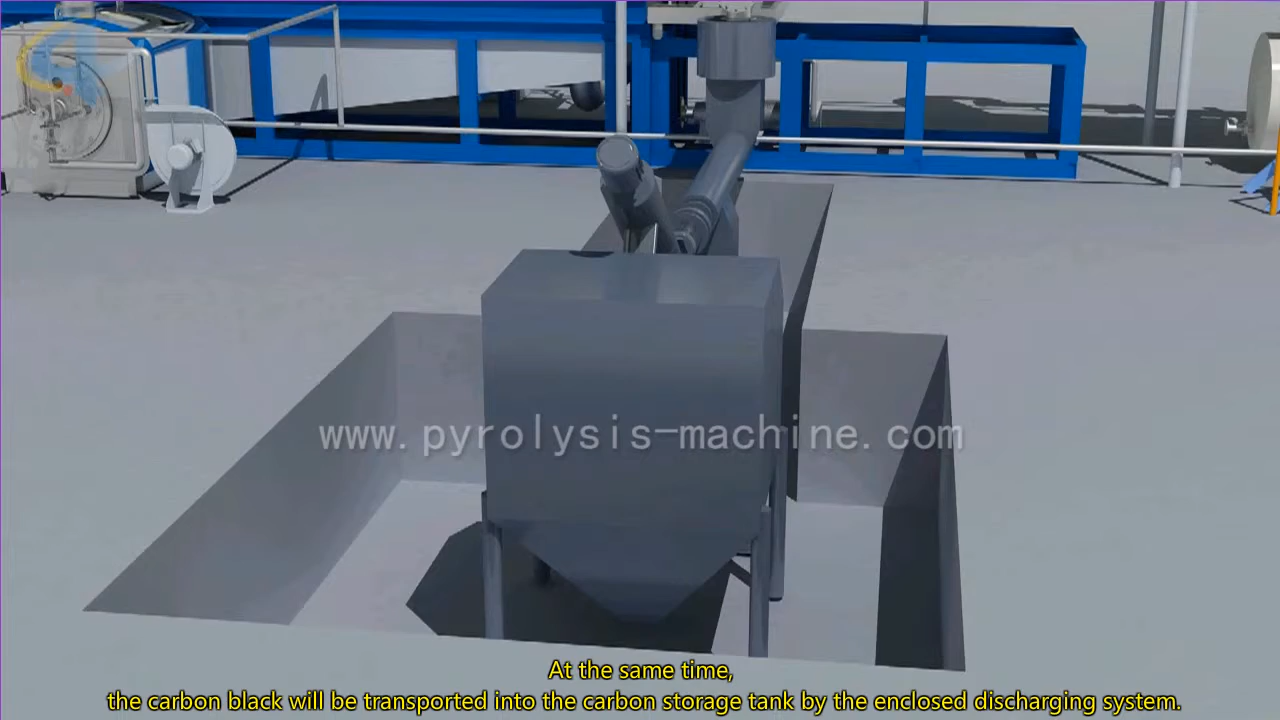 www.pyrolysis-machine.com
At the same time,
the carbon black will be transported into the carbon storage tank by the enclosed discharging system.